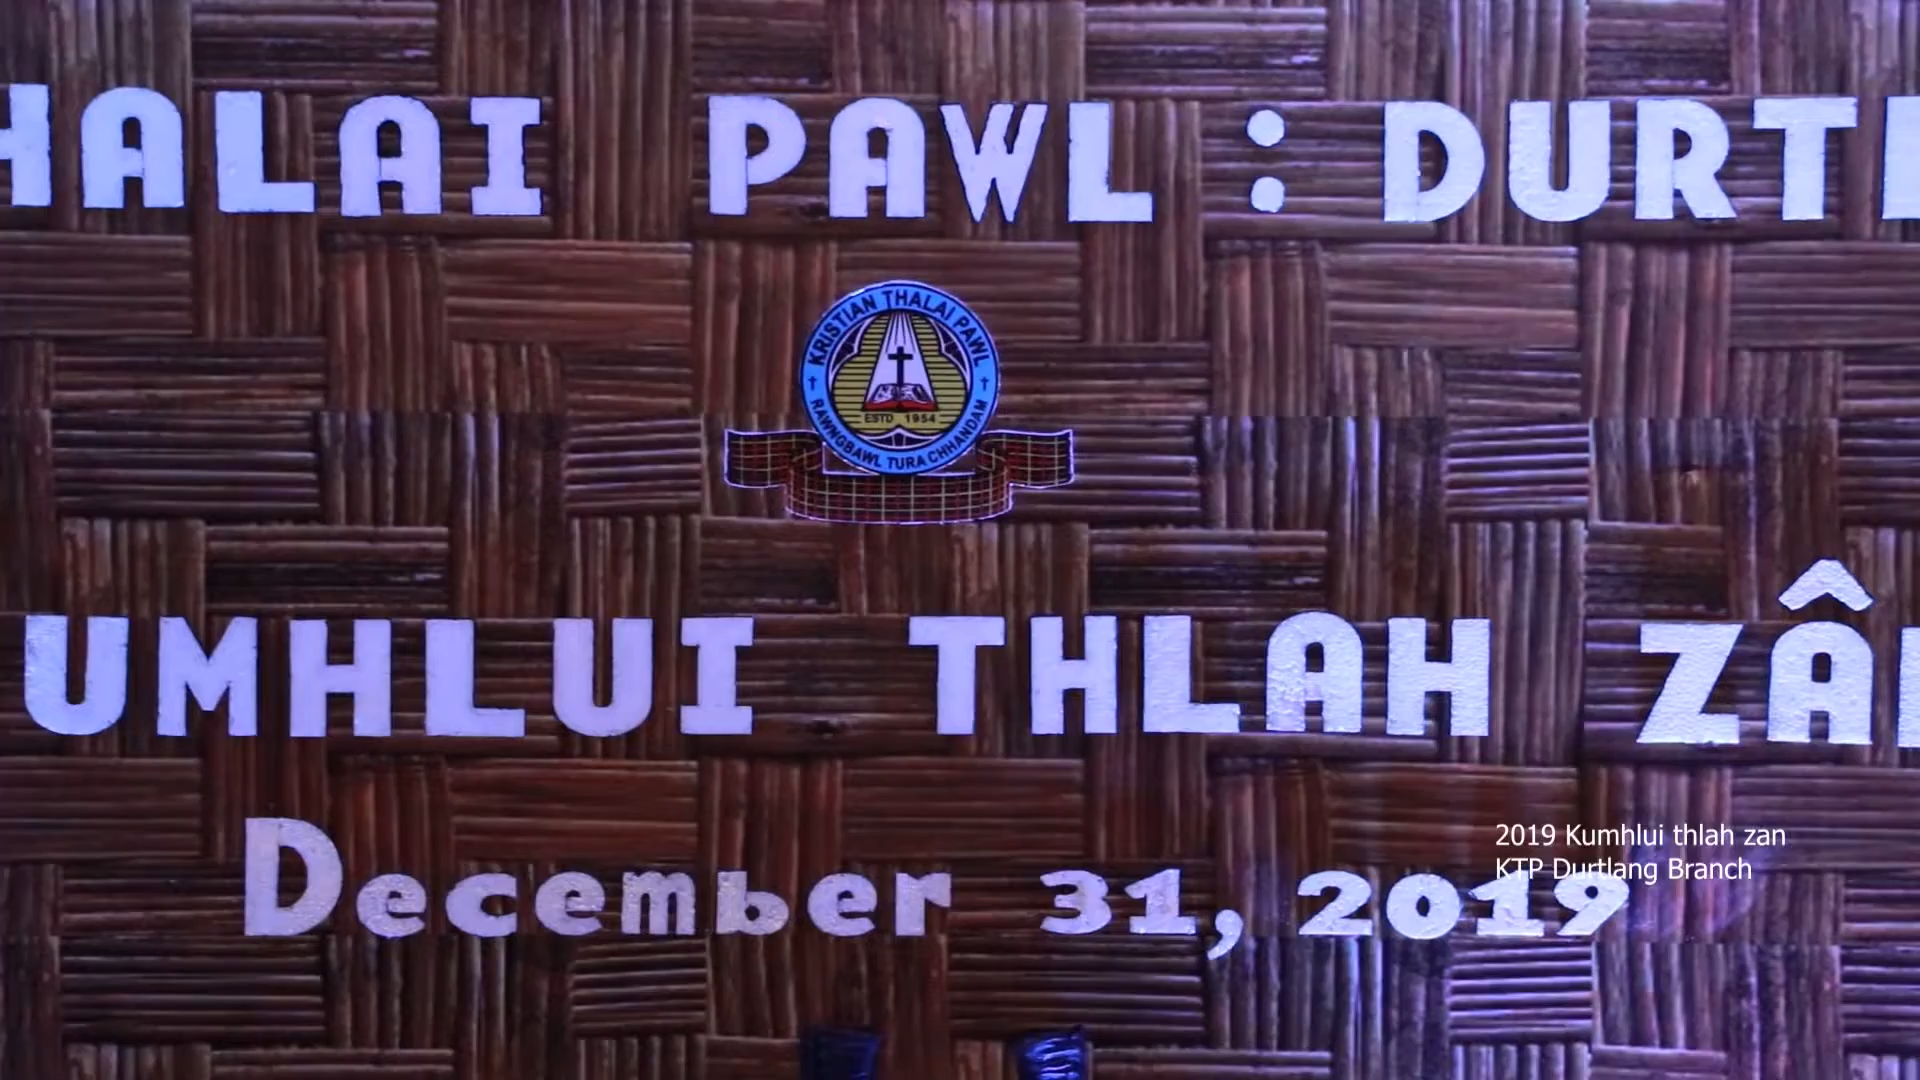 HALAI PAWL : DURTL
KRISTIAN THALAI PAWL
ESTD 1954
RAWNGBAWL TURA CHHANDAM
UMHLUI THLAH ZÂ
December 31, 2019
2019 Kumhlui thlah zan
KTP Durtlang Branch